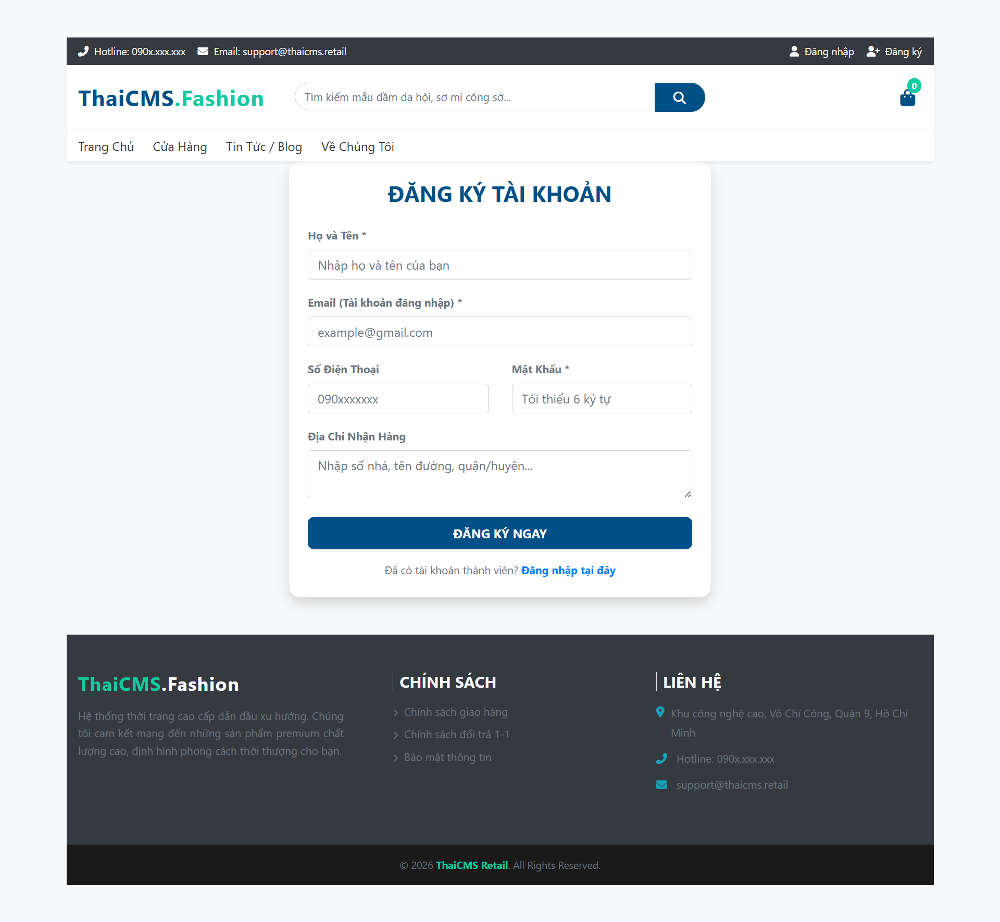 Hotline: 090x.xxx.xxx Email: support@thaicms.retail Đăng nhập Đăng ký
ThaiCMS.Fashion Tìm kiếm mẫu đầm dạ hội, sơ mi công sở... 0
Trang Chủ Cửa Hàng Tin Tức / Blog Về Chúng Tôi
ĐĂNG KÝ TÀI KHOẢN
Họ và Tên *
Nhập họ và tên của bạn
Email (Tài khoản đăng nhập) *
example@gmail.com
Số Điện Thoại Mật Khẩu *
090xxxxxxx Tối thiểu 6 ký tự
Địa Chỉ Nhận Hàng
Nhập số nhà, tên đường, quận/huyện...
ĐĂNG KÝ NGAY
Đã có tài khoản thành viên? Đăng nhập tại đây
ThaiCMS.Fashion
Hệ thống thời trang cao cấp dẫn đầu xu hướng. Chúng
tôi cam kết mang đến những sản phẩm premium chất
lượng cao, định hình phong cách thời thượng cho bạn.
CHÍNH SÁCH
Chính sách giao hàng
Chính sách đổi trả 1-1
Bảo mật thông tin
LIÊN HỆ
Khu công nghệ cao, Võ Chí Công, Quận 9, Hồ Chí
Minh
Hotline: 090x.xxx.xxx
support@thaicms.retail
© 2026 ThaiCMS Retail. All Rights Reserved.